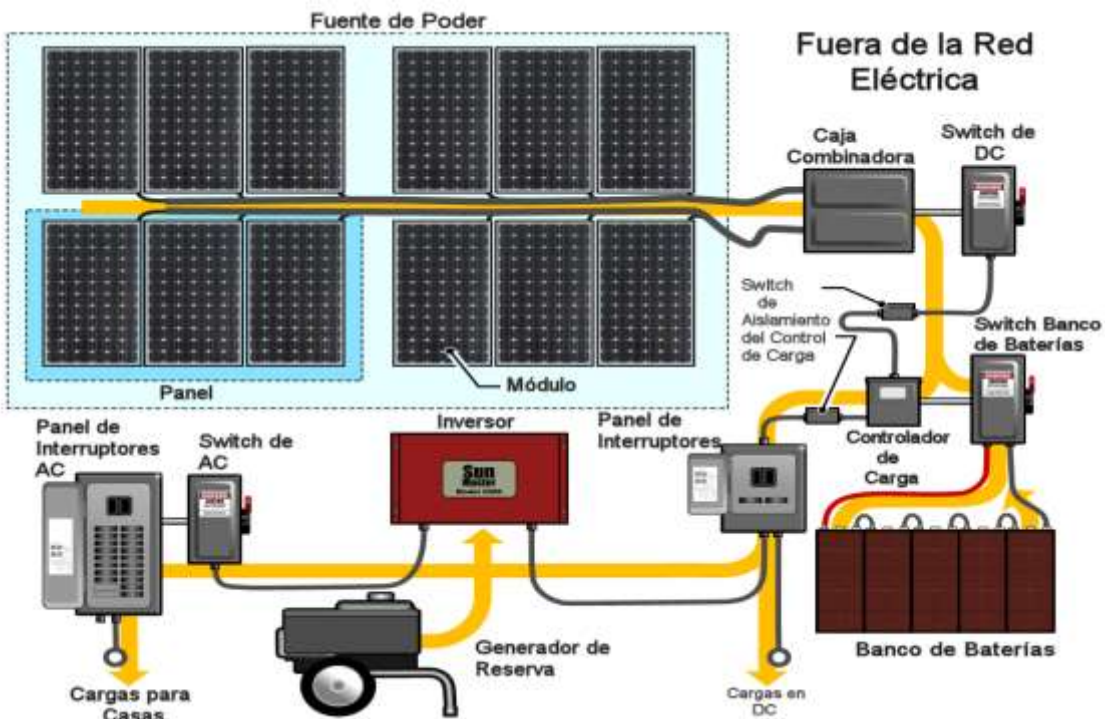 Fuente de Poder
Fuera de la Red
Eléctrica
Caja
Combinadora
Switch de
DC
Switch
de
Aislamiento
del Control
de Carga
Switch Banco
de Baterías
Panel
Módulo
Panel de
Interruptores
AC
Switch de
AC
Inversor
Sun
Master
Panel de
Interruptores
Controlador
de
Carga
Generador de
Reserva
Banco de Baterías
Cargas para
Casas
Cargas en
DC